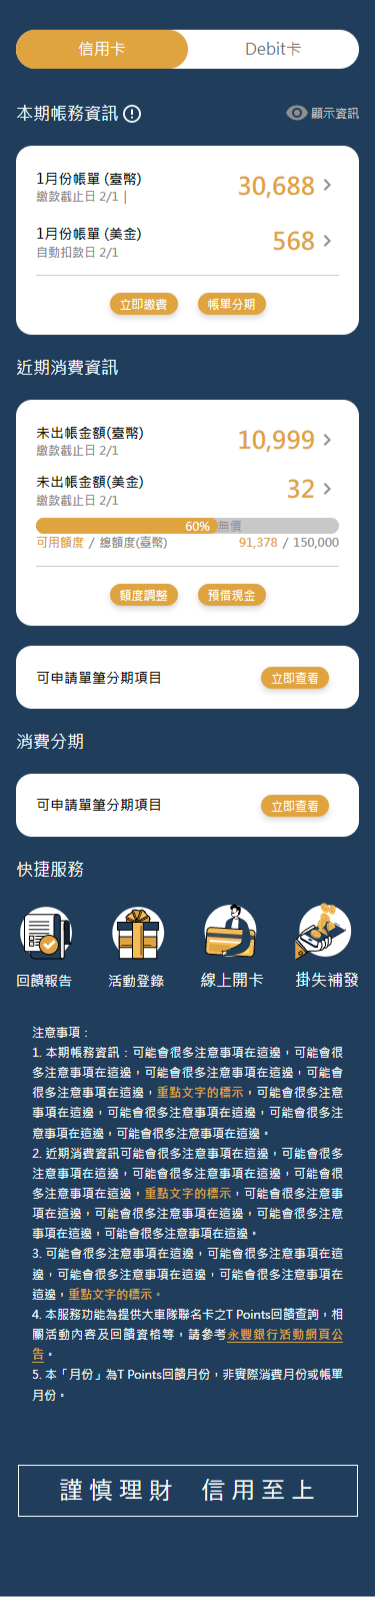 信用卡
Debit卡
本期帳務資訊
顯示資訊
1月份帳單 (臺幣)
30,688
繳款截止日 2/1 |
1月份帳單 (美金)
568
自動扣款日 2/1
立即繳費
帳單分期
近期消費資訊
未出帳金額(臺幣)
10,999
繳款截止日 2/1
未出帳金額(美金)
32
繳款截止日 2/1
60%
無價
可用額度 / 總額度(臺幣)
91,378 / 150,000
額度調整
預借現金
可申請單筆分期項目
立即查看
消費分期
可申請單筆分期項目
立即查看
快捷服務
回饋報告
活動登錄
線上開卡
掛失補發
注意事項：
1. 本期帳務資訊：可能會很多注意事項在這邊，可能會很
多注意事項在這邊，可能會很多注意事項在這邊，可能會
很多注意事項在這邊，重點文字的標示，可能會很多注意
事項在這邊，可能會很多注意事項在這邊，可能會很多注
意事項在這邊，可能會很多注意事項在這邊。
2. 近期消費資訊可能會很多注意事項在這邊，可能會很多
注意事項在這邊，可能會很多注意事項在這邊，可能會很
多注意事項在這邊，重點文字的標示，可能會很多注意事
項在這邊，可能會很多注意事項在這邊，可能會很多注意
事項在這邊，可能會很多注意事項在這邊。
3. 可能會很多注意事項在這邊，可能會很多注意事項在這
邊，可能會很多注意事項在這邊，可能會很多注意事項在
這邊，重點文字的標示。
4. 本服務功能為提供大車隊聯名卡之T Points回饋查詢，相
關活動內容及回饋資格等，請參考永豐銀行活動網頁公
告。
5. 本「月份」為T Points回饋月份，非實際消費月份或帳單
月份。
謹慎理財 信用至上